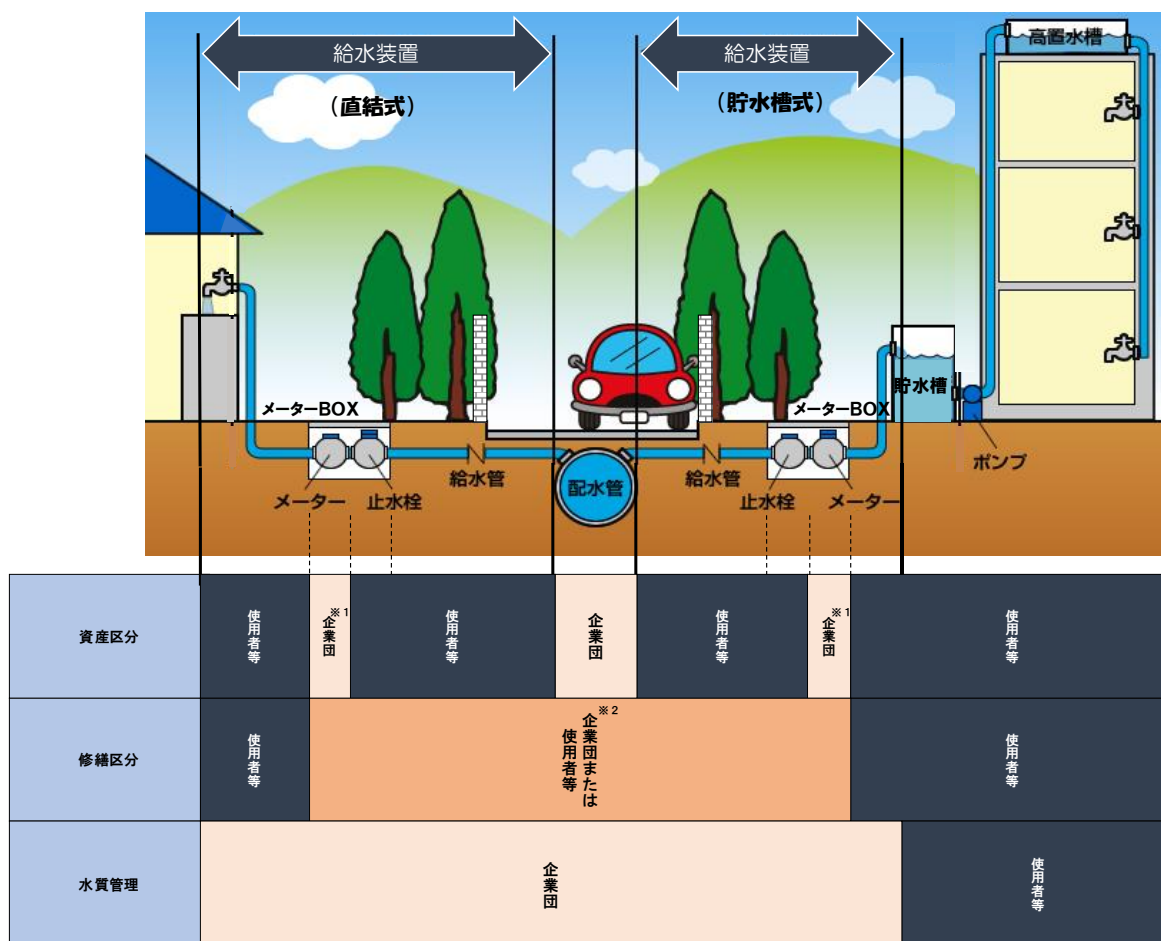 給水装置
給水装置
高置水槽
（直結式）
（貯水槽式）
メーターBOX
メーターBOX
貯水槽
給水管
配水管
給水管
ポンプ
メーター
止水栓
止水栓
メーター
資産区分
使用者等
企業団※1
使用者等
企業団
使用者等
企業団※1
使用者等
修繕区分
使用者等
企業団または※2
使用者等
使用者等
水質管理
企業団
使用者等